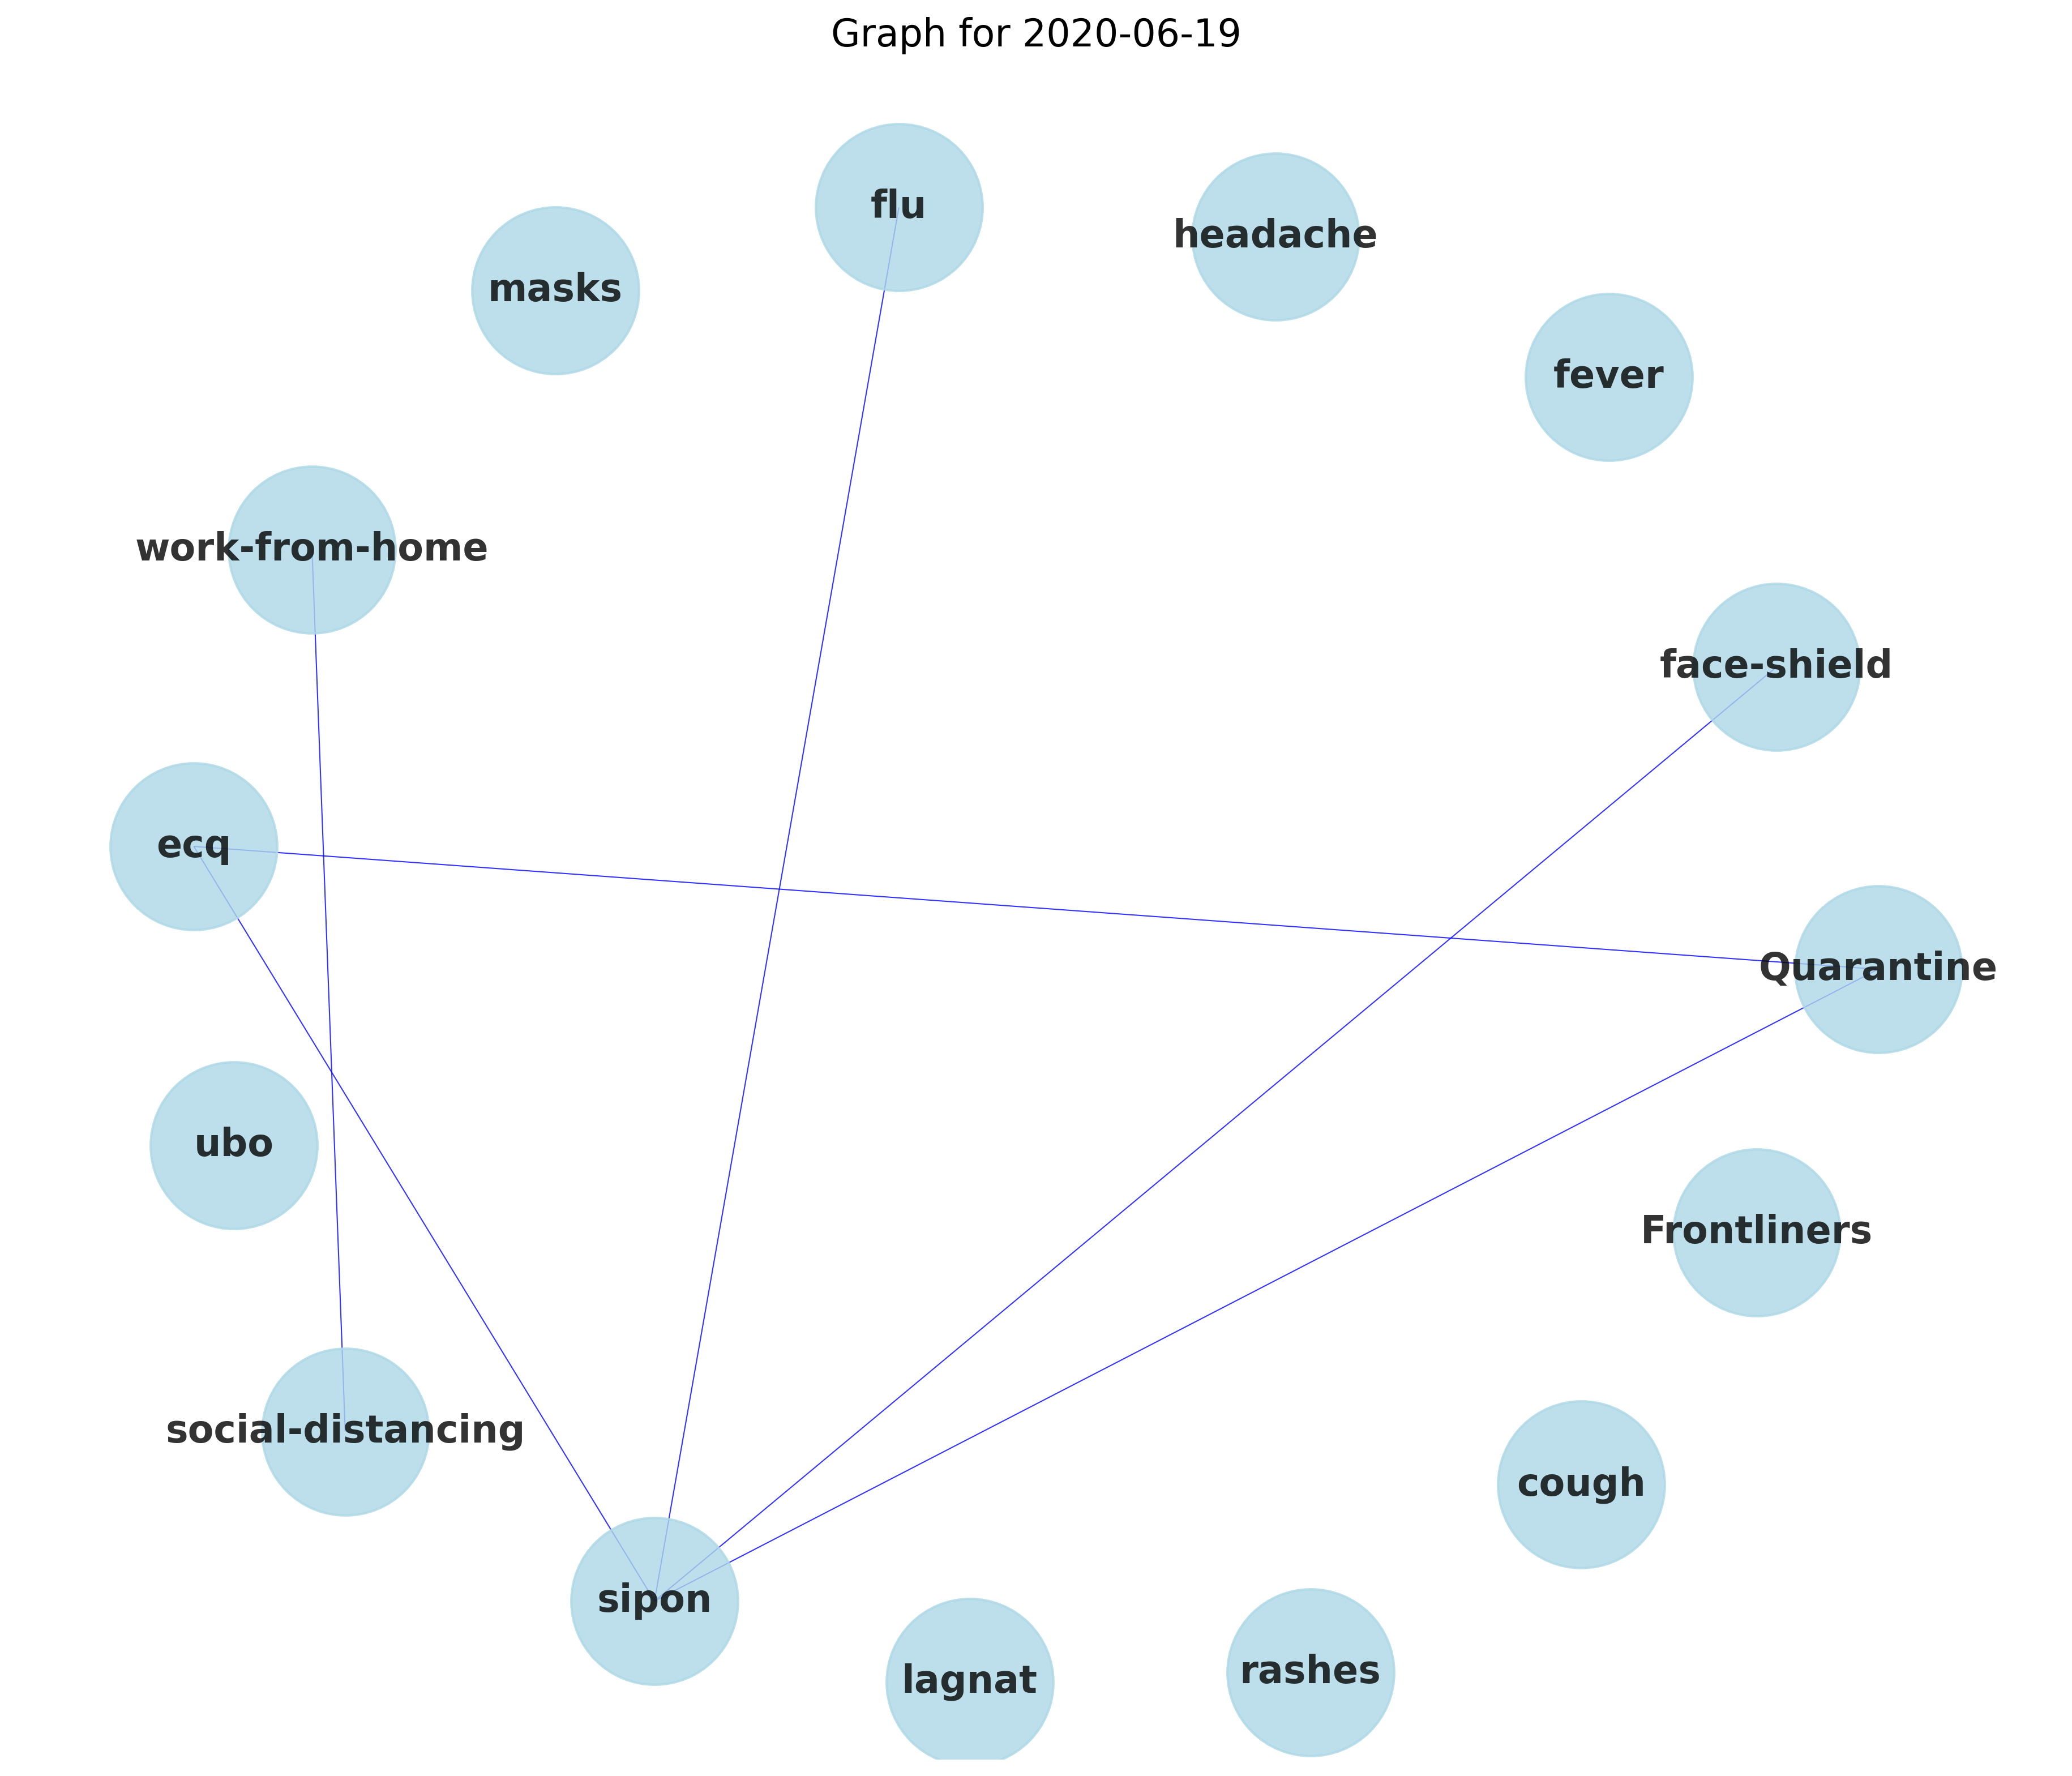 Graph for 2020-06-19
flu
headache
masks
fever
work-from-home
face-shield
ecq
Quarantine
ubo
Frontliners
social-distancing
cough
sipon
rashes
lagnat